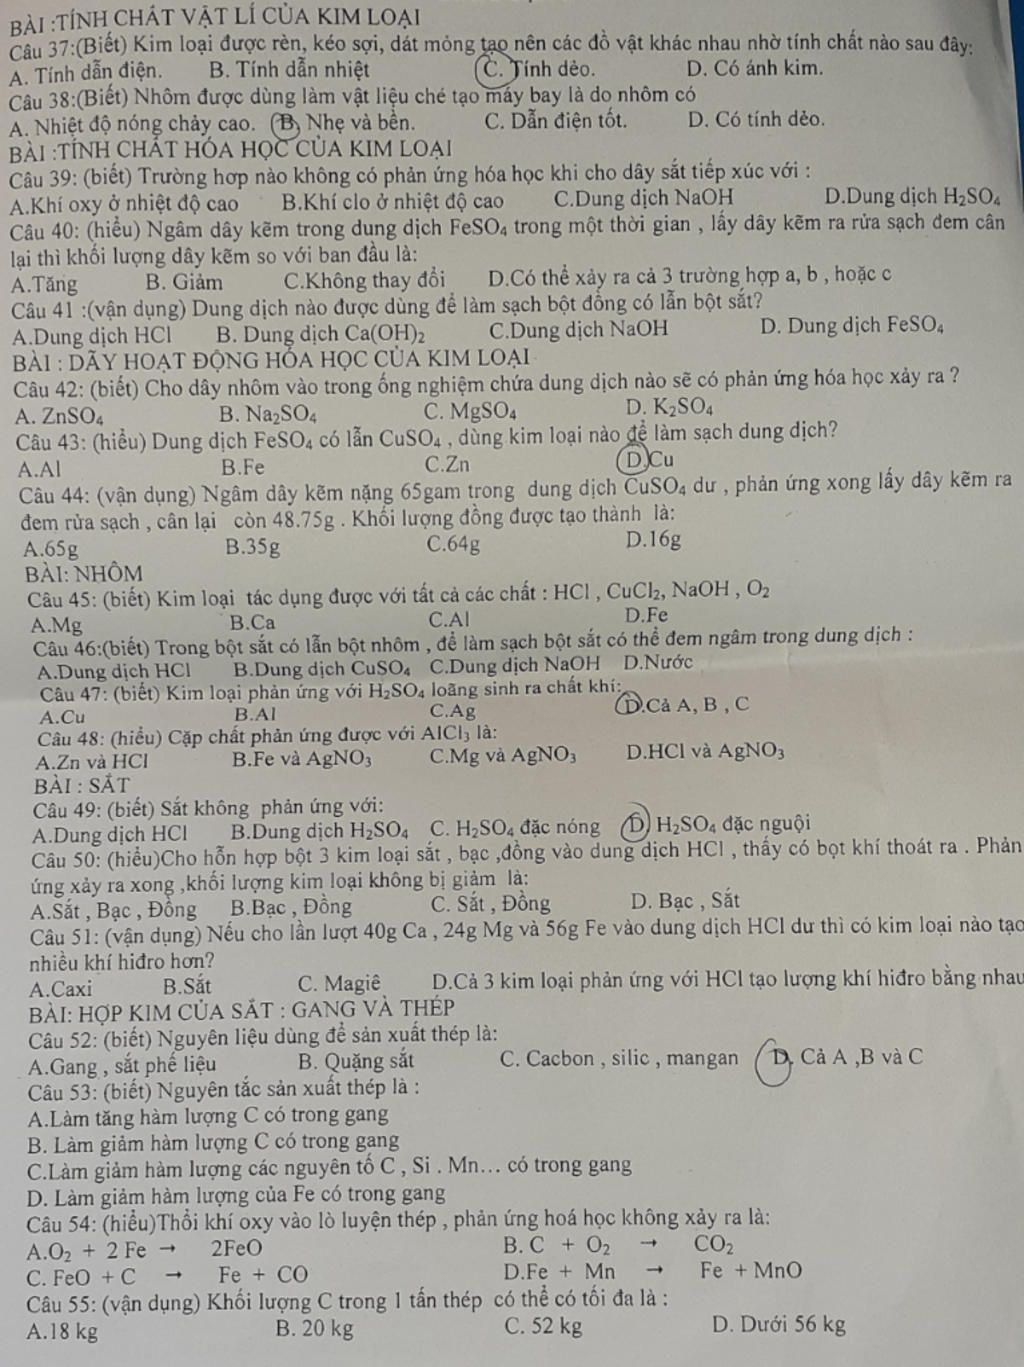 BÀI :TÍNH CHẤT VẬT LÍ CỦA KIM LOẠI
Câu 37:(Biết) Kim loại được rèn, kéo sợi, dát mỏng tạo nên các đồ vật khác nhau nhờ tính chất nào sau đây:
A. Tính dẫn điện. B. Tính dẫn nhiệt C. Tính dẻo. D. Có ánh kim.
Câu 38:(Biết) Nhôm được dùng làm vật liệu chế tạo máy bay là do nhôm có
A. Nhiệt độ nóng chảy cao. B. Nhẹ và bền. C. Dẫn điện tốt. D. Có tính dẻo.
BÀI :TÍNH CHẤT HÓA HỌC CỦA KIM LOẠI
Câu 39: (biết) Trường hơp nào không có phản ứng hóa học khi cho dây sắt tiếp xúc với :
A.Khí oxy ở nhiệt độ cao B.Khí clo ở nhiệt độ cao C.Dung dịch NaOH D.Dung dịch H₂SO₄
Câu 40: (hiểu) Ngâm dây kẽm trong dung dịch FeSO₄ trong một thời gian , lấy dây kẽm ra rửa sạch đem cân
lại thì khối lượng dây kẽm so với ban đầu là:
A.Tăng B. Giảm C.Không thay đổi D.Có thể xảy ra cả 3 trường hợp a, b , hoặc c
Câu 41 :(vận dụng) Dung dịch nào được dùng để làm sạch bột đồng có lẫn bột sắt?
A.Dung dịch HCl B. Dung dịch Ca(OH)₂ C.Dung dịch NaOH D. Dung dịch FeSO₄
BÀI : DÃY HOẠT ĐỘNG HÓA HỌC CỦA KIM LOẠI
Câu 42: (biết) Cho dây nhôm vào trong ống nghiệm chứa dung dịch nào sẽ có phản ứng hóa học xảy ra ?
A. ZnSO₄ B. Na₂SO₄ C. MgSO₄ D. K₂SO₄
Câu 43: (hiểu) Dung dịch FeSO₄ có lẫn CuSO₄ , dùng kim loại nào để làm sạch dung dịch?
A.Al B.Fe C.Zn D.Cu
Câu 44: (vận dụng) Ngâm dây kẽm nặng 65gam trong dung dịch CuSO₄ dư , phản ứng xong lấy dây kẽm ra
đem rửa sạch , cân lại còn 48.75g . Khối lượng đồng được tạo thành là:
A.65g B.35g C.64g D.16g
BÀI: NHÔM
Câu 45: (biết) Kim loại tác dụng được với tất cả các chất : HCl , CuCl₂, NaOH , O₂
A.Mg B.Ca C.Al D.Fe
Câu 46:(biết) Trong bột sắt có lẫn bột nhôm , để làm sạch bột sắt có thể đem ngâm trong dung dịch :
A.Dung dịch HCl B.Dung dịch CuSO₄ C.Dung dịch NaOH D.Nước
Câu 47: (biết) Kim loại phản ứng với H₂SO₄ loãng sinh ra chất khí:
A.Cu B.Al C.Ag D.Cả A, B , C
Câu 48: (hiểu) Cặp chất phản ứng được với AlCl₃ là:
A.Zn và HCl B.Fe và AgNO₃ C.Mg và AgNO₃ D.HCl và AgNO₃
BÀI : SẮT
Câu 49: (biết) Sắt không phản ứng với:
A.Dung dịch HCl B.Dung dịch H₂SO₄ C. H₂SO₄ đặc nóng D. H₂SO₄ đặc nguội
Câu 50: (hiểu)Cho hỗn hợp bột 3 kim loại sắt , bạc ,đồng vào dung dịch HCl , thấy có bọt khí thoát ra . Phản
ứng xảy ra xong ,khối lượng kim loại không bị giảm là:
A.Sắt , Bạc , Đồng B.Bạc , Đồng C. Sắt , Đồng D. Bạc , Sắt
Câu 51: (vận dụng) Nếu cho lần lượt 40g Ca , 24g Mg và 56g Fe vào dung dịch HCl dư thì có kim loại nào tạo
nhiều khí hiđro hơn?
A.Caxi B.Sắt C. Magiê D.Cả 3 kim loại phản ứng với HCl tạo lượng khí hiđro bằng nhau
BÀI: HỢP KIM CỦA SẮT : GANG VÀ THÉP
Câu 52: (biết) Nguyên liệu dùng để sản xuất thép là:
A.Gang , sắt phế liệu B. Quặng sắt C. Cacbon , silic , mangan D. Cả A ,B và C
Câu 53: (biết) Nguyên tắc sản xuất thép là :
A.Làm tăng hàm lượng C có trong gang
B. Làm giảm hàm lượng C có trong gang
C.Làm giảm hàm lượng các nguyên tố C , Si . Mn... có trong gang
D. Làm giảm hàm lượng của Fe có trong gang
Câu 54: (hiểu)Thổi khí oxy vào lò luyện thép , phản ứng hoá học không xảy ra là:
A.O₂ + 2 Fe → 2FeO B. C + O₂ → CO₂
C. FeO + C → Fe + CO D.Fe + Mn → Fe + MnO
Câu 55: (vận dụng) Khối lượng C trong 1 tấn thép có thể có tối đa là :
A.18 kg B. 20 kg C. 52 kg D. Dưới 56 kg